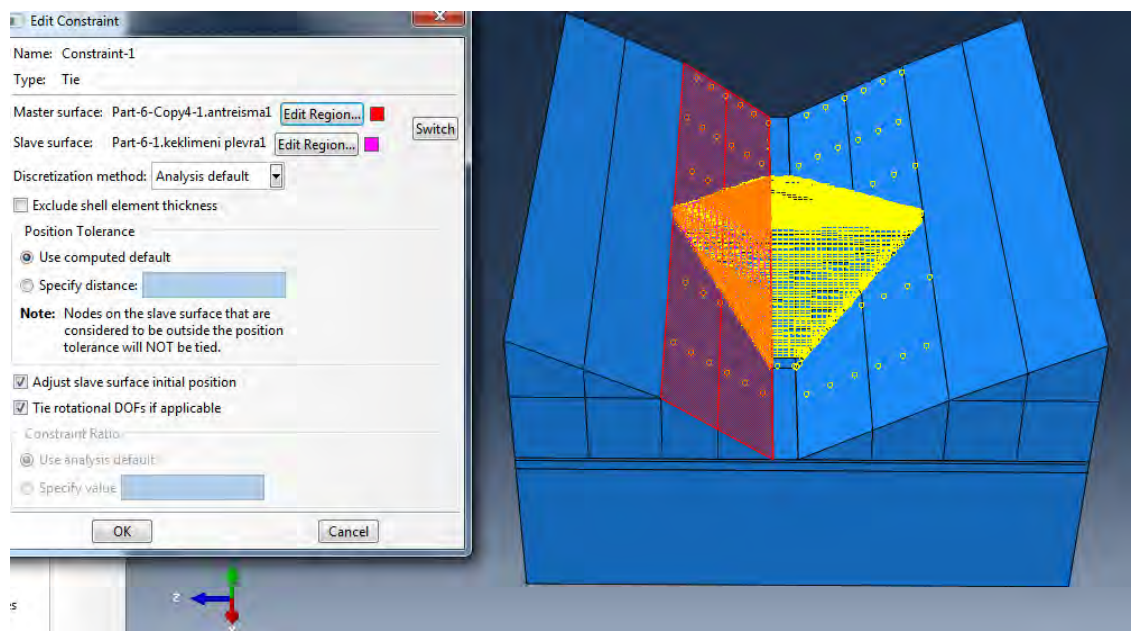 Edit Constraint
Name: Constraint-1
Type: Tie
Master surface: Part-6-Copy4-1.antreisma1 Edit Region...
Switch
Slave surface: Part-6-1.keklimeni plevra1 Edit Region...
Discretization method: Analysis default
Exclude shell element thickness
Position Tolerance
Use computed default
Specify distance:
Note: Nodes on the slave surface that are
considered to be outside the position
tolerance will NOT be tied.
Adjust slave surface initial position
Tie rotational DOFs if applicable
Constraint Ratio
Use analysis default
Specify value
OK Cancel
z